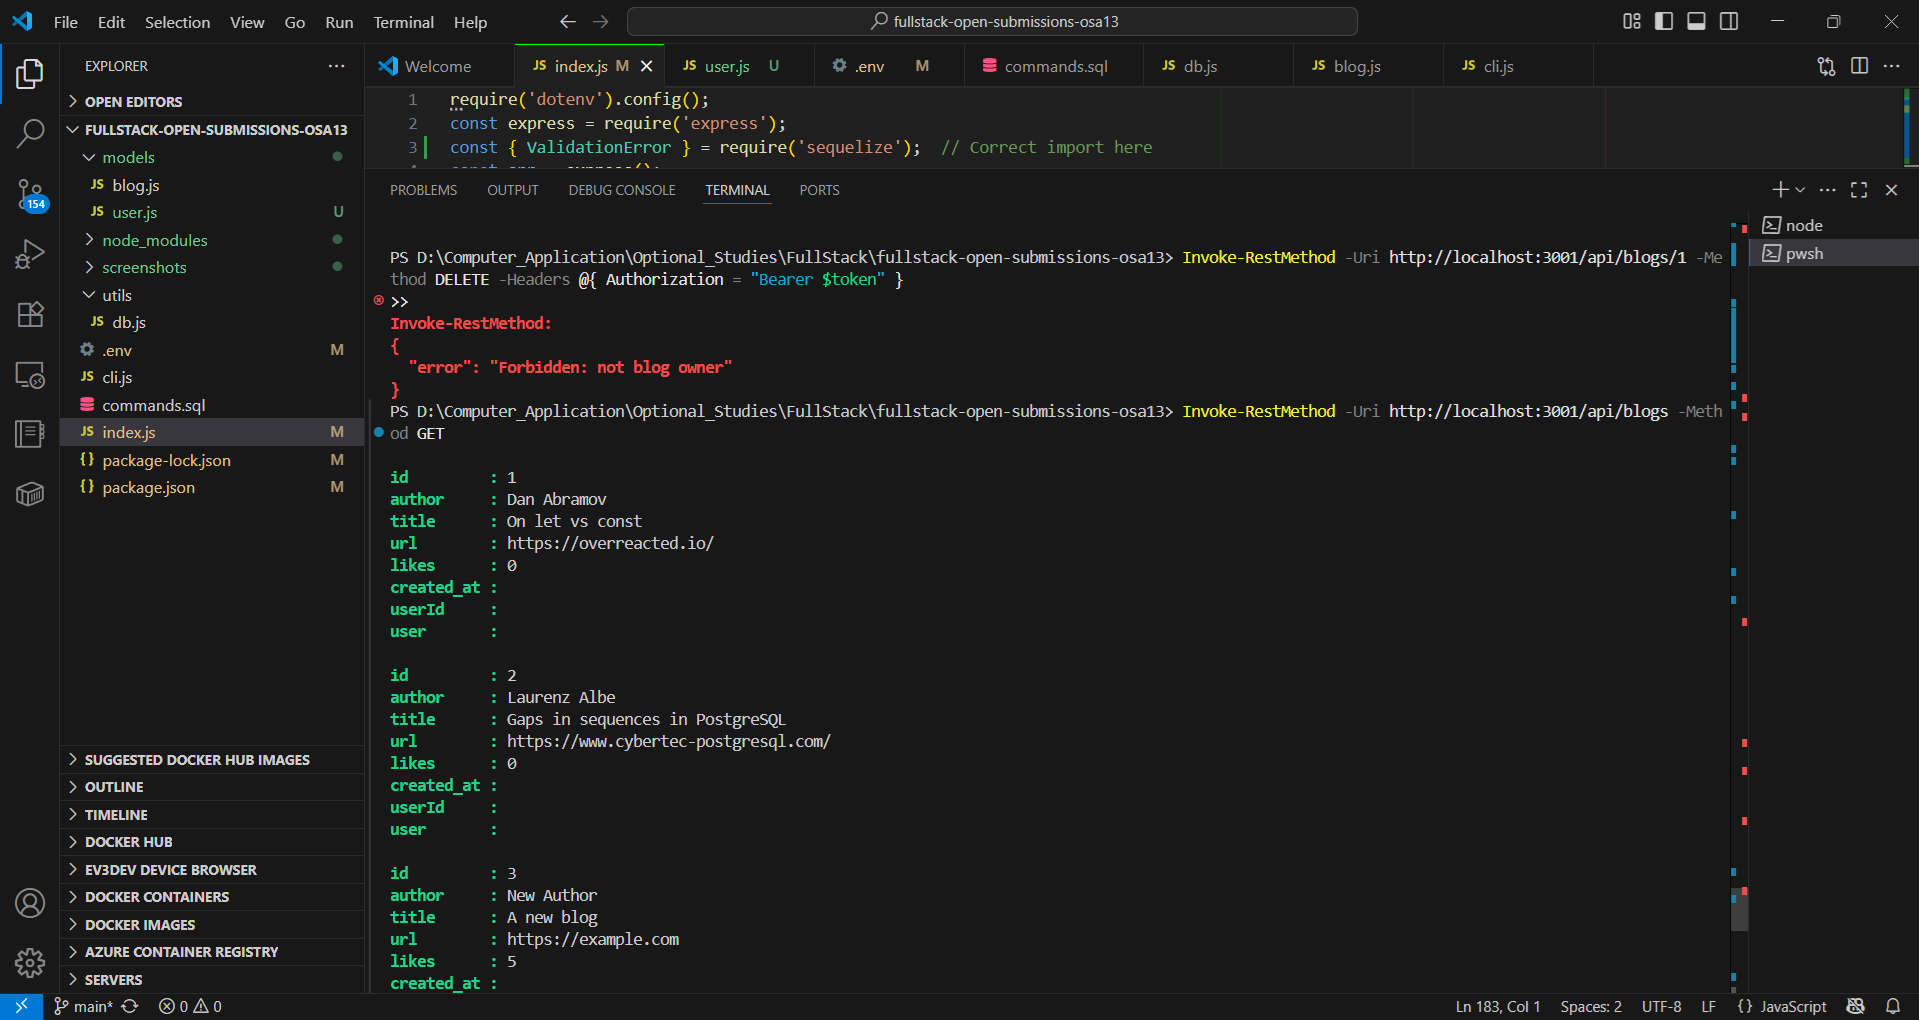 File Edit Selection View Go Run Terminal Help
fullstack-open-submissions-osa13
EXPLORER
OPEN EDITORS
FULLSTACK-OPEN-SUBMISSIONS-OSA13
models
JS blog.js
JS user.js U
node_modules
screenshots
utils
JS db.js
.env M
JS cli.js
commands.sql
JS index.js M
{} package-lock.json M
{} package.json M
SUGGESTED DOCKER HUB IMAGES
OUTLINE
TIMELINE
DOCKER HUB
EV3DEV DEVICE BROWSER
DOCKER CONTAINERS
DOCKER IMAGES
AZURE CONTAINER REGISTRY
SERVERS
154
Welcome
JS index.js M
JS user.js U
.env M
commands.sql
JS db.js
JS blog.js
JS cli.js
1 require('dotenv').config();
2 const express = require('express');
3 const { ValidationError } = require('sequelize'); // Correct import here
PROBLEMS OUTPUT DEBUG CONSOLE TERMINAL PORTS
node
pwsh
PS D:\Computer_Application\Optional_Studies\FullStack\fullstack-open-submissions-osa13> Invoke-RestMethod -Uri http://localhost:3001/api/blogs/1 -Me
thod DELETE -Headers @{ Authorization = "Bearer $token" }
>>
Invoke-RestMethod:
{
"error": "Forbidden: not blog owner"
}
PS D:\Computer_Application\Optional_Studies\FullStack\fullstack-open-submissions-osa13> Invoke-RestMethod -Uri http://localhost:3001/api/blogs -Meth
od GET
id : 1
author : Dan Abramov
title : On let vs const
url : https://overreacted.io/
likes : 0
created_at :
userId :
user :
id : 2
author : Laurenz Albe
title : Gaps in sequences in PostgreSQL
url : https://www.cybertec-postgresql.com/
likes : 0
created_at :
userId :
user :
id : 3
author : New Author
title : A new blog
url : https://example.com
likes : 5
created_at :
main* 0 0
Ln 183, Col 1 Spaces: 2 UTF-8 LF {} JavaScript